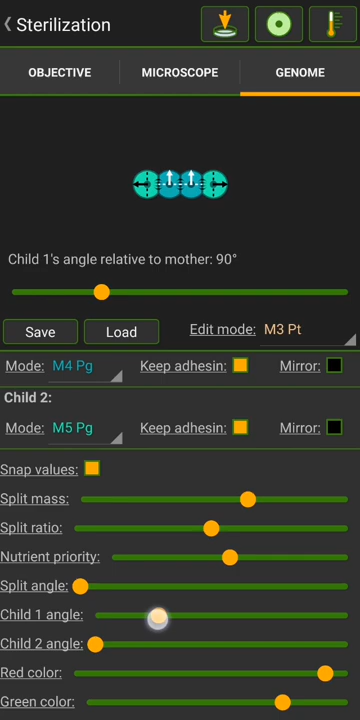 Sterilization
OBJECTIVE
MICROSCOPE
GENOME
Child 1's angle relative to mother: 90°
Save
Load
Edit mode: M3 Pt
Mode: M4 Pg Keep adhesin: Mirror:
Child 2:
Mode: M5 Pg Keep adhesin: Mirror:
Snap values:
Split mass:
Split ratio:
Nutrient priority:
Split angle:
Child 1 angle:
Child 2 angle:
Red color:
Green color: